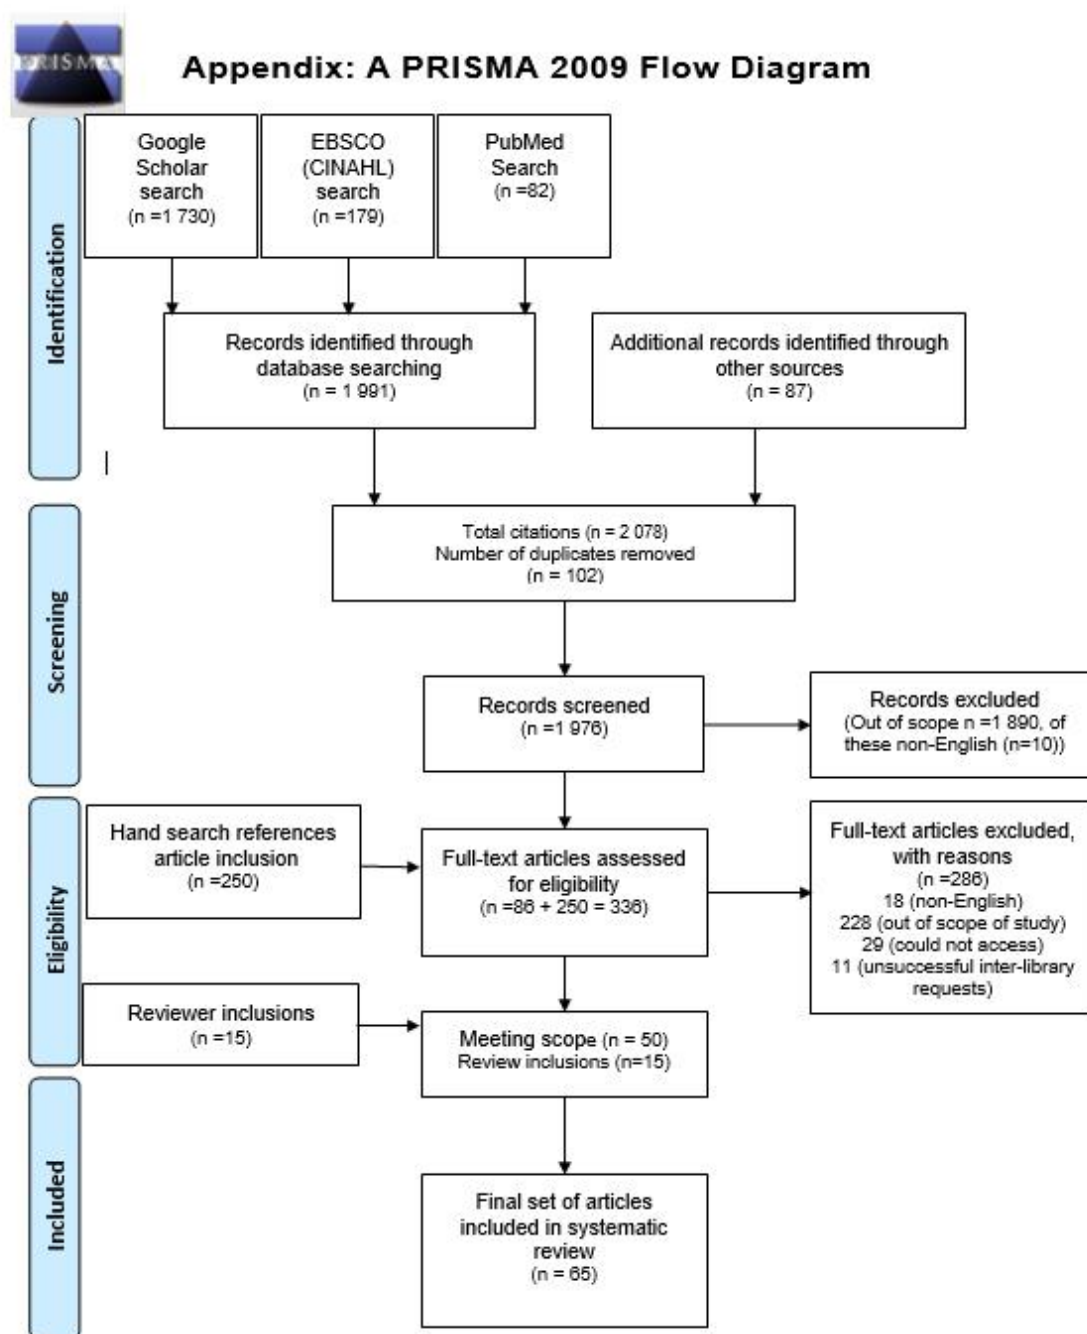 PRISMA
Appendix: A PRISMA 2009 Flow Diagram
Identification
Google
Scholar
search
(n =1 730)
EBSCO
(CINAHL)
search
(n =179)
PubMed
Search
(n =82)
Records identified through
database searching
(n = 1 991)
Additional records identified through
other sources
(n = 87)
Screening
Total citations (n = 2 078)
Number of duplicates removed
(n = 102)
Records screened
(n =1 976)
Records excluded
(Out of scope n =1 890, of
these non-English (n=10))
Eligibility
Hand search references
article inclusion
(n =250)
Full-text articles assessed
for eligibility
(n =86 + 250 = 336)
Full-text articles excluded,
with reasons
(n =286)
18 (non-English)
228 (out of scope of study)
29 (could not access)
11 (unsuccessful inter-library
requests)
Reviewer inclusions
(n =15)
Meeting scope (n = 50)
Review inclusions (n=15)
Included
Final set of articles
included in systematic
review
(n = 65)